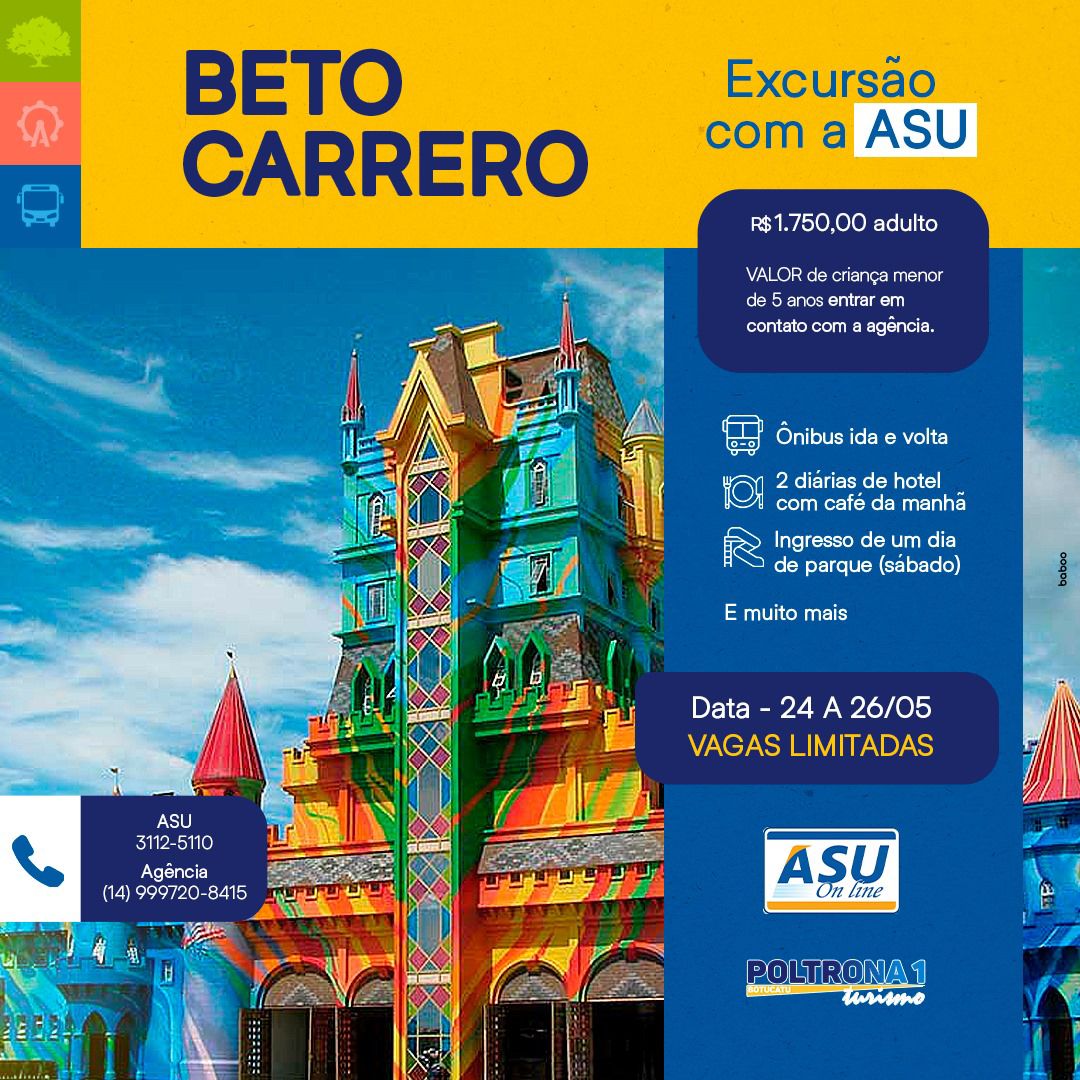 BETO
CARRERO
Excursão
com a ASU
R$1.750,00 adulto
VALOR de criança menor
de 5 anos entrar em
contato com a agência.
Ônibus ida e volta
2 diárias de hotel
com café da manhã
Ingresso de um dia
de parque (sábado)
E muito mais
baboo
Data - 24 A 26/05
VAGAS LIMITADAS
ASU
3112-5110
Agência
(14) 999720-8415
ASU
On line
POLTRONA 1
BOTUCATU
turismo